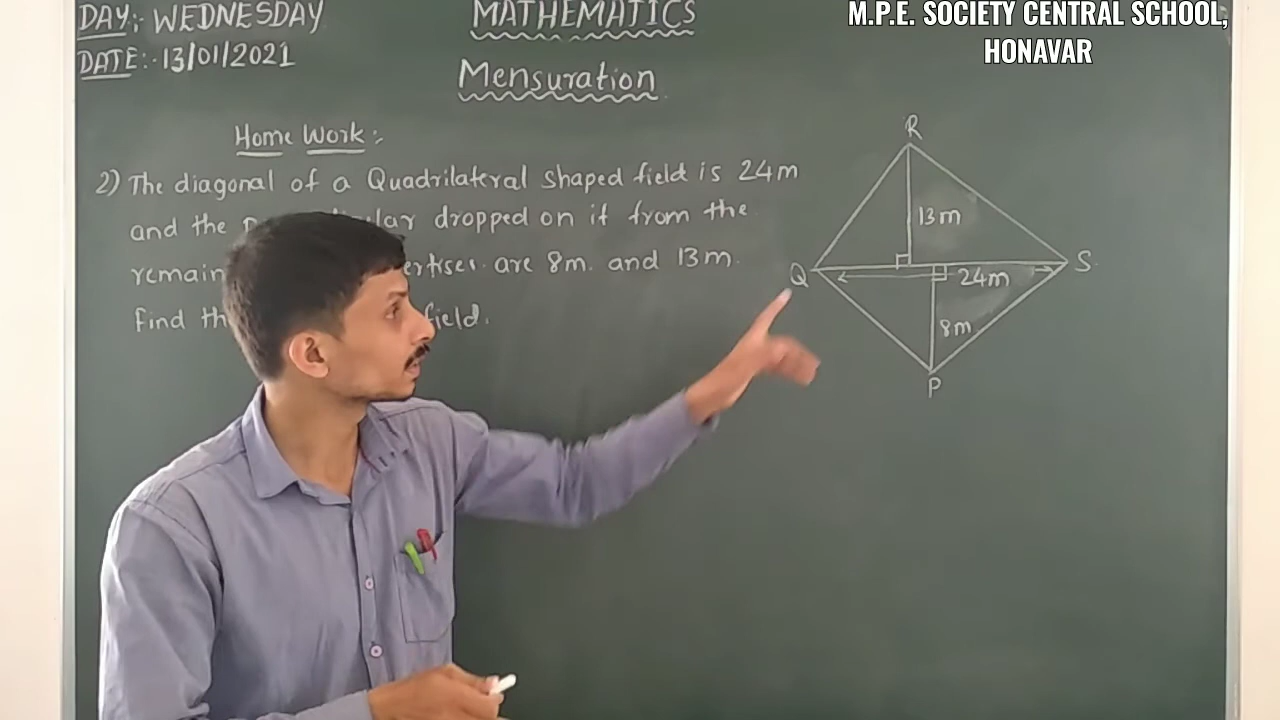 DAY: WEDNESDAY
DATE:- 13/01/2021
MATHEMATICS
Mensuration
M.P.E. SOCIETY CENTRAL SCHOOL,
HONAVAR
Home Work :-
2) The diagonal of a Quadrilateral shaped field is 24m
and the dropped on it from the
are 8m. and 13m.
find field.
R
13m
Q
S
24m
8m
P